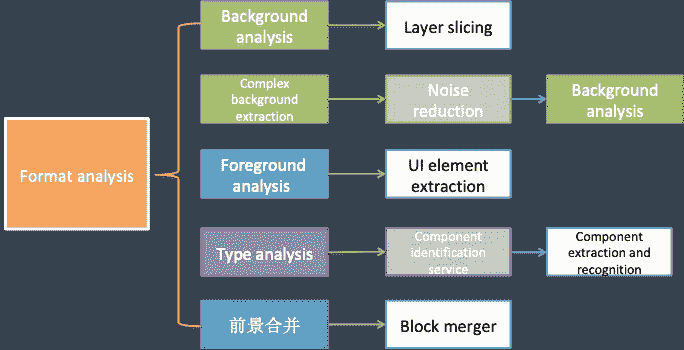 Format analysis
Background
analysis
Layer slicing
Complex
background
extraction
Noise
reduction
Background
analysis
Foreground
analysis
UI element
extraction
Type analysis
Component
identification
service
Component
extraction and
recognition
前景合并
Block merger